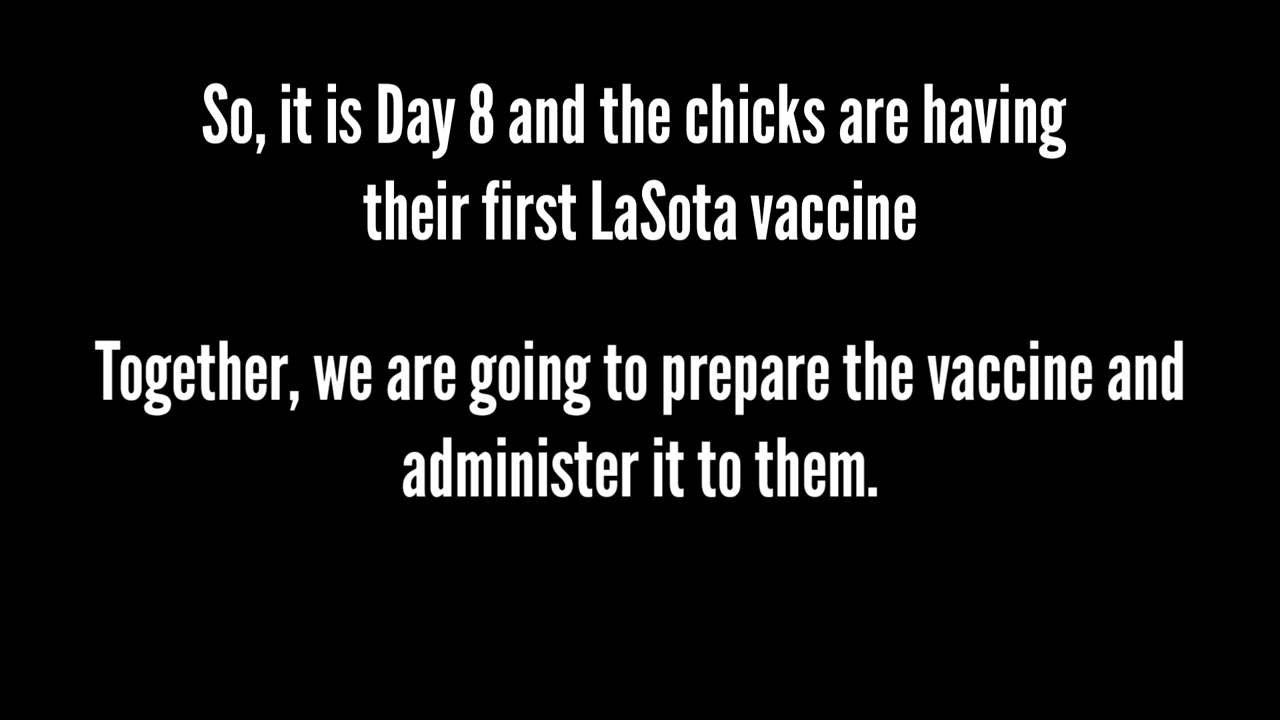 So, it is Day 8 and the chicks are having
their first LaSota vaccine
Together, we are going to prepare the vaccine and
administer it to them.